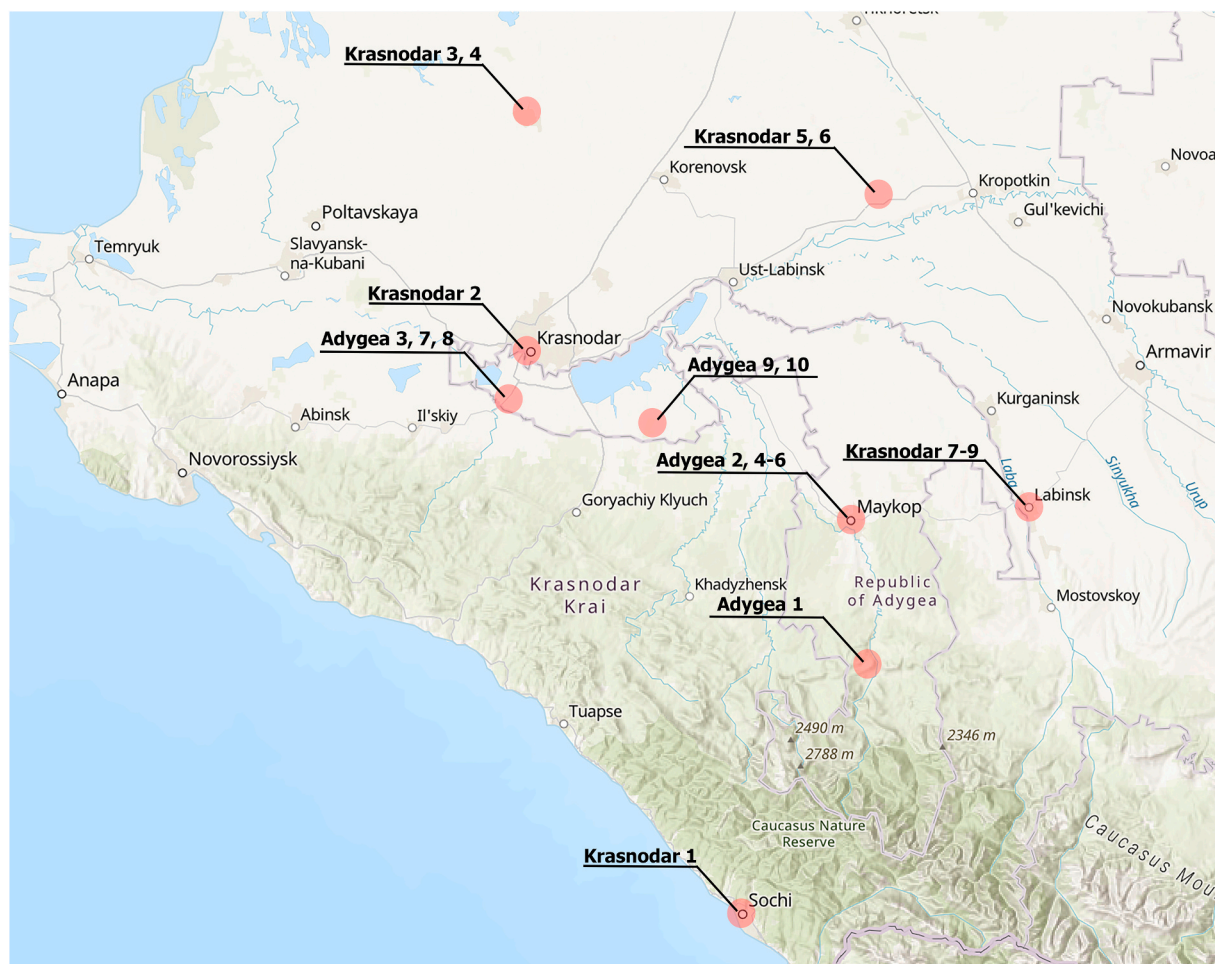 Krasnodar 3, 4
Krasnodar 5, 6
Korenovsk
Novoa
Kropotkin
Gul'kevichi
Poltavskaya
Temryuk
Slavyansk-
na-Kubani
Ust-Labinsk
Krasnodar 2
Novokubansk
Adygea 3, 7, 8
Krasnodar
Armavir
Adygea 9, 10
Anapa
Kurganinsk
Abinsk
Il'skiy
Novorossiysk
Adygea 2, 4-6
Krasnodar 7-9
Laba
Sinyukha
Urup
Labinsk
Goryachiy Klyuch
Maykop
Krasnodar
Krai
Khadyzhensk
Republic
of Adygea
Mostovskoy
Adygea 1
Tuapse
2490 m
2346 m
2788 m
Caucasus Nature
Reserve
Caucasus Mou
Krasnodar 1
Sochi